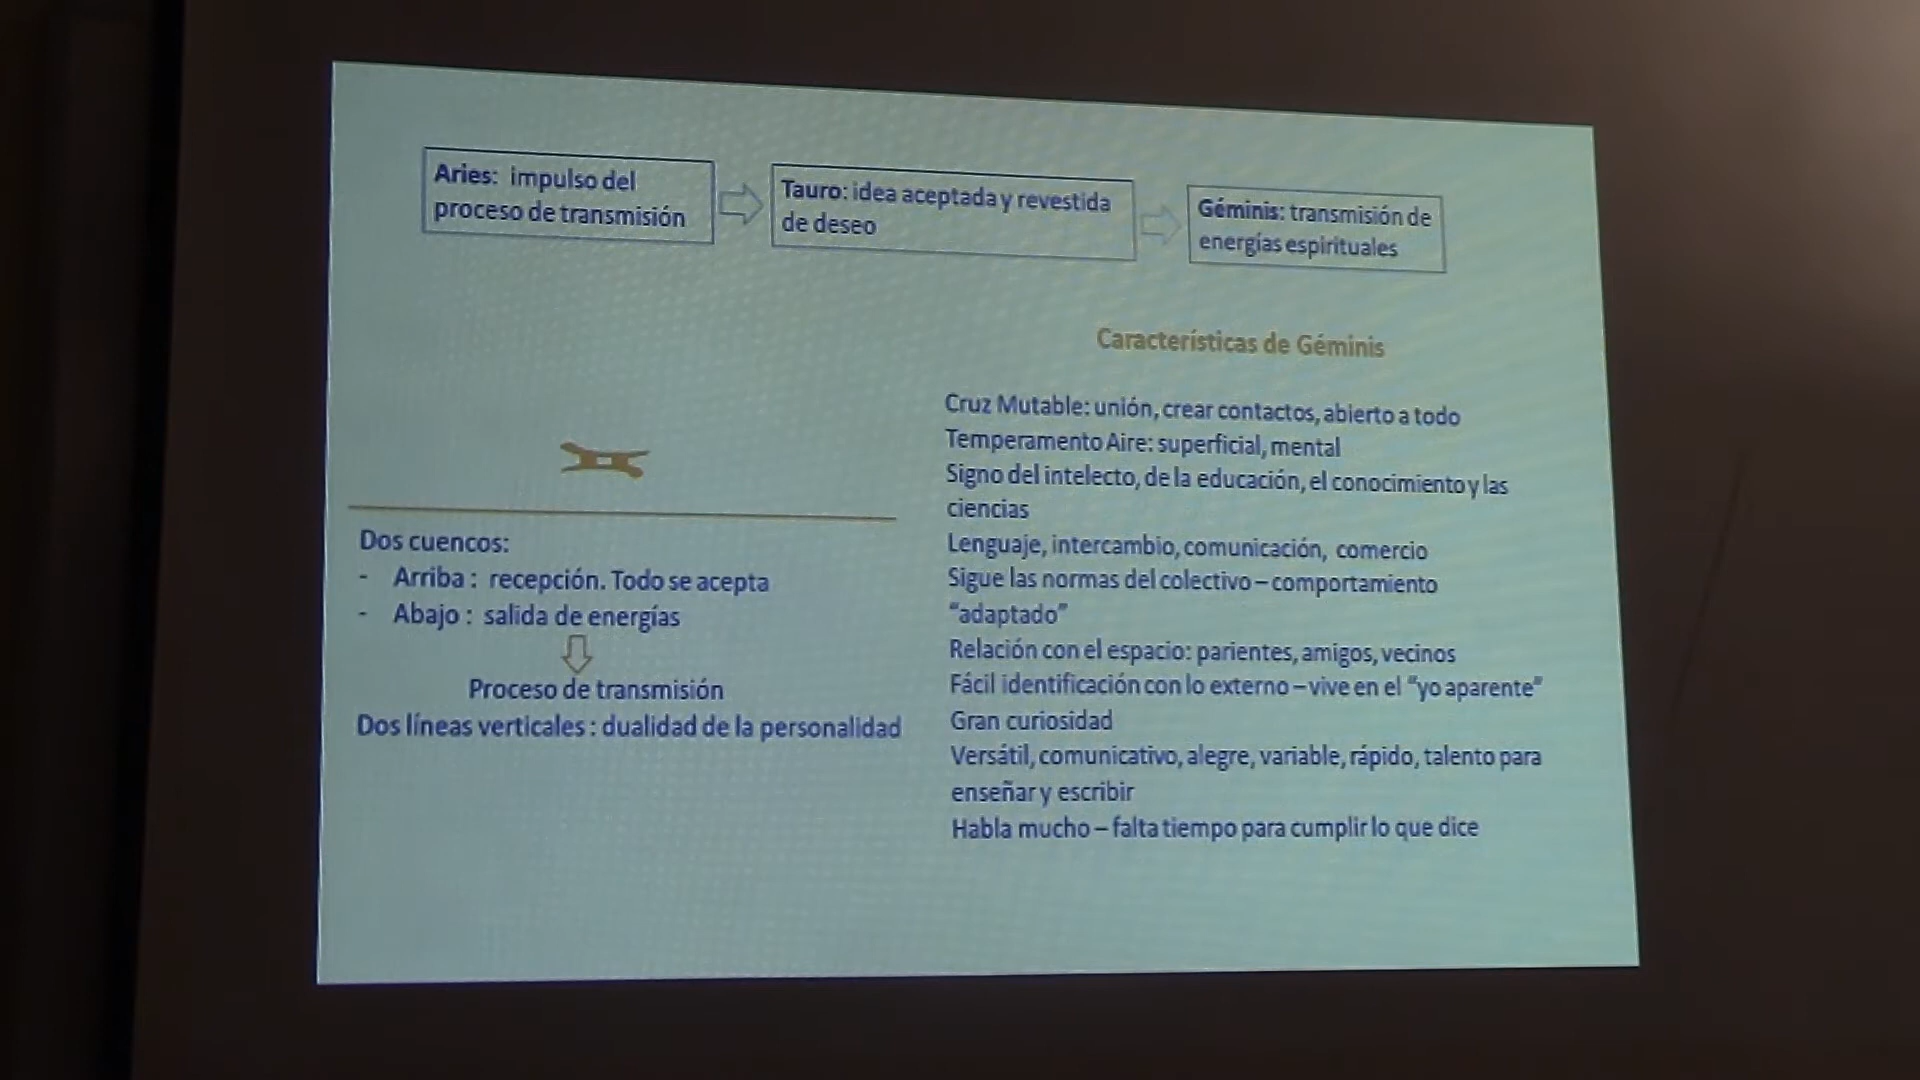 Aries: impulso del
proceso de transmisión
Tauro: idea aceptada y revestida
de deseo
Géminis: transmisión de
energías espirituales
Dos cuencos:
- Arriba : recepción. Todo se acepta
- Abajo : salida de energías
Proceso de transmisión
Dos líneas verticales : dualidad de la personalidad
Características de Géminis
Cruz Mutable: unión, crear contactos, abierto a todo
Temperamento Aire: superficial, mental
Signo del intelecto, de la educación, el conocimiento y las
ciencias
Lenguaje, intercambio, comunicación, comercio
Sigue las normas del colectivo – comportamiento
“adaptado”
Relación con el espacio: parientes, amigos, vecinos
Fácil identificación con lo externo – vive en el “yo aparente”
Gran curiosidad
Versátil, comunicativo, alegre, variable, rápido, talento para
enseñar y escribir
Habla mucho – falta tiempo para cumplir lo que dice